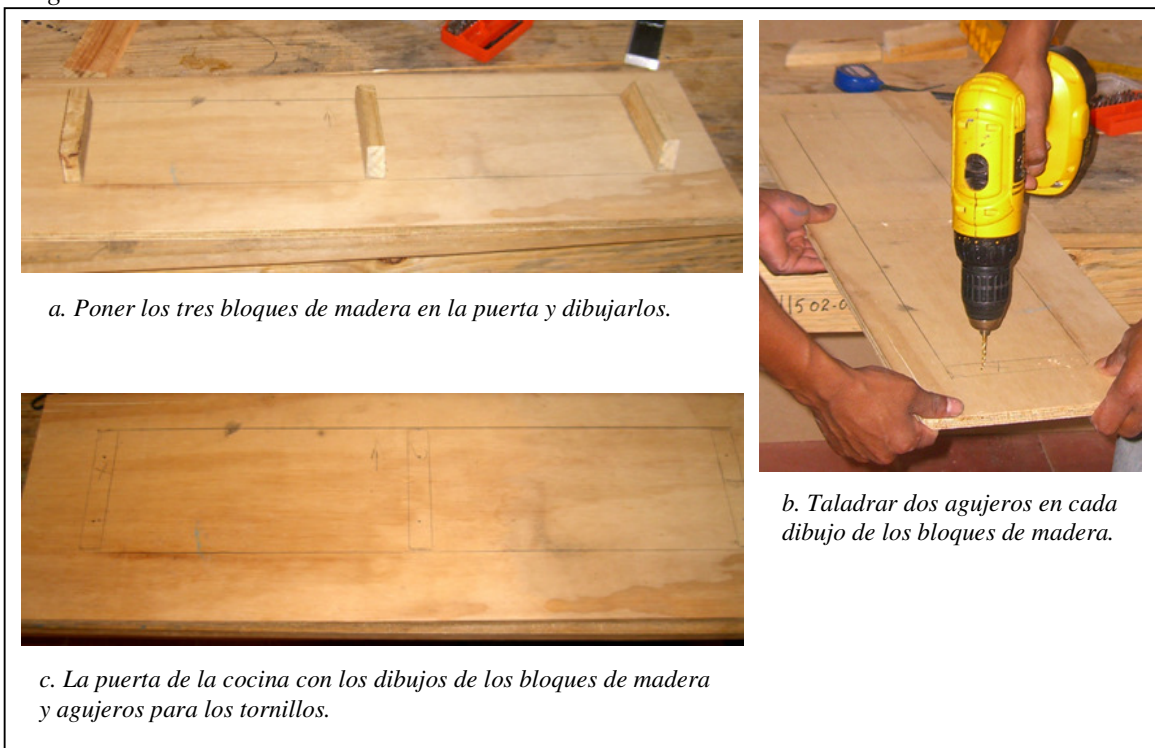 a. Poner los tres bloques de madera en la puerta y dibujarlos.
b. Taladrar dos agujeros en cada
dibujo de los bloques de madera.
c. La puerta de la cocina con los dibujos de los bloques de madera
y agujeros para los tornillos.